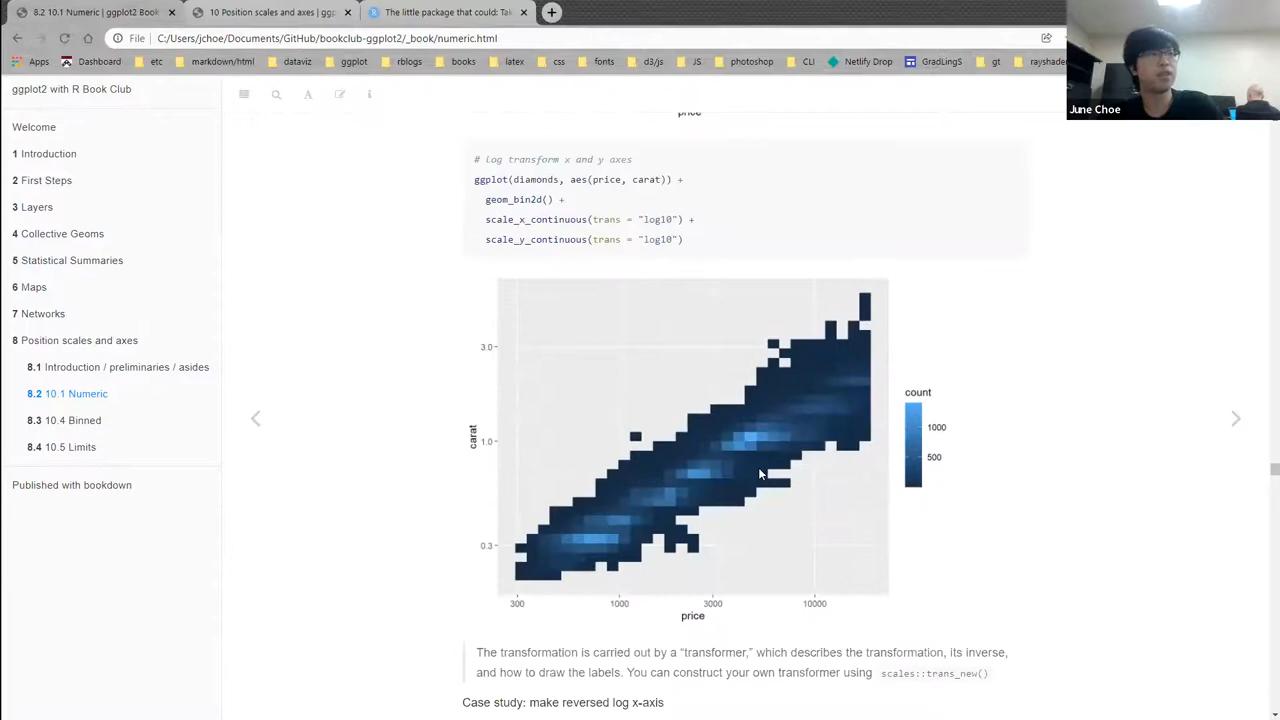 8.2 10.1 Numeric | ggplot2 Book
10 Position scales and axes | ggp
The little package that could: Tak
File
C:/Users/jchoe/Documents/GitHub/bookclub-ggplot2/_book/numeric.html
Apps
Dashboard
etc
markdown/html
dataviz
ggplot
rblogs
books
latex
css
fonts
d3/js
JS
photoshop
CLI
Netlify Drop
GradLingS
gt
rayshader
June Choe
ggplot2 with R Book Club
Welcome
1 Introduction
2 First Steps
3 Layers
4 Collective Geoms
5 Statistical Summaries
6 Maps
7 Networks
8 Position scales and axes
8.1 Introduction / preliminaries / asides
8.2 10.1 Numeric
8.3 10.4 Binned
8.4 10.5 Limits
Published with bookdown
price
# log transform x and y axes
ggplot(diamonds, aes(price, carat)) +
geom_bin2d() +
scale_x_continuous(trans = "log10") +
scale_y_continuous(trans = "log10")
3.0
1.0
0.3
carat
300
1000
3000
10000
price
count
1000
500
The transformation is carried out by a “transformer,” which describes the transformation, its inverse,
and how to draw the labels. You can construct your own transformer using scales::trans_new()
Case study: make reversed log x-axis